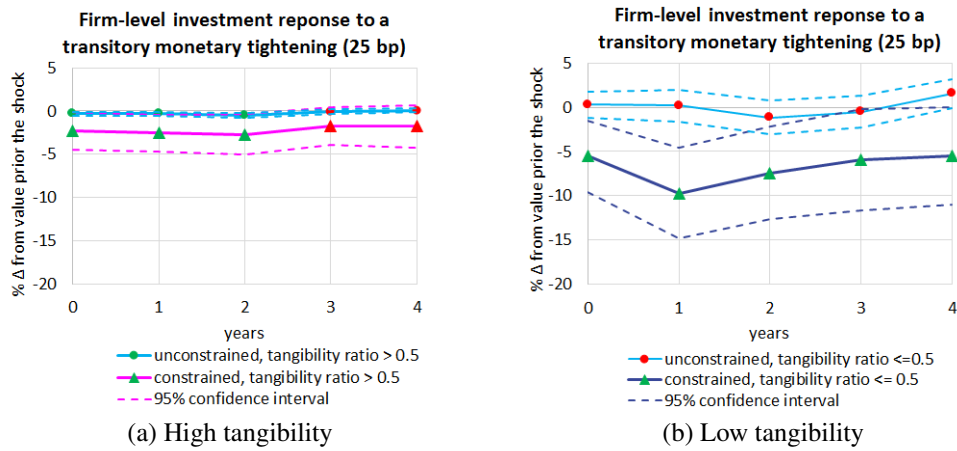 Firm-level investment reponse to a
transitory monetary tightening (25 bp)
% Δ from value prior the shock
5
0
-5
-10
-15
-20
0 1 2 3 4
years
unconstrained, tangibility ratio > 0.5
constrained, tangibility ratio > 0.5
95% confidence interval
(a) High tangibility
Firm-level investment reponse to a
transitory monetary tightening (25 bp)
% Δ from value prior the shock
5
0
-5
-10
-15
-20
0 1 2 3 4
years
unconstrained, tangibility ratio <=0.5
constrained, tangibility ratio <= 0.5
95% confidence interval
(b) Low tangibility